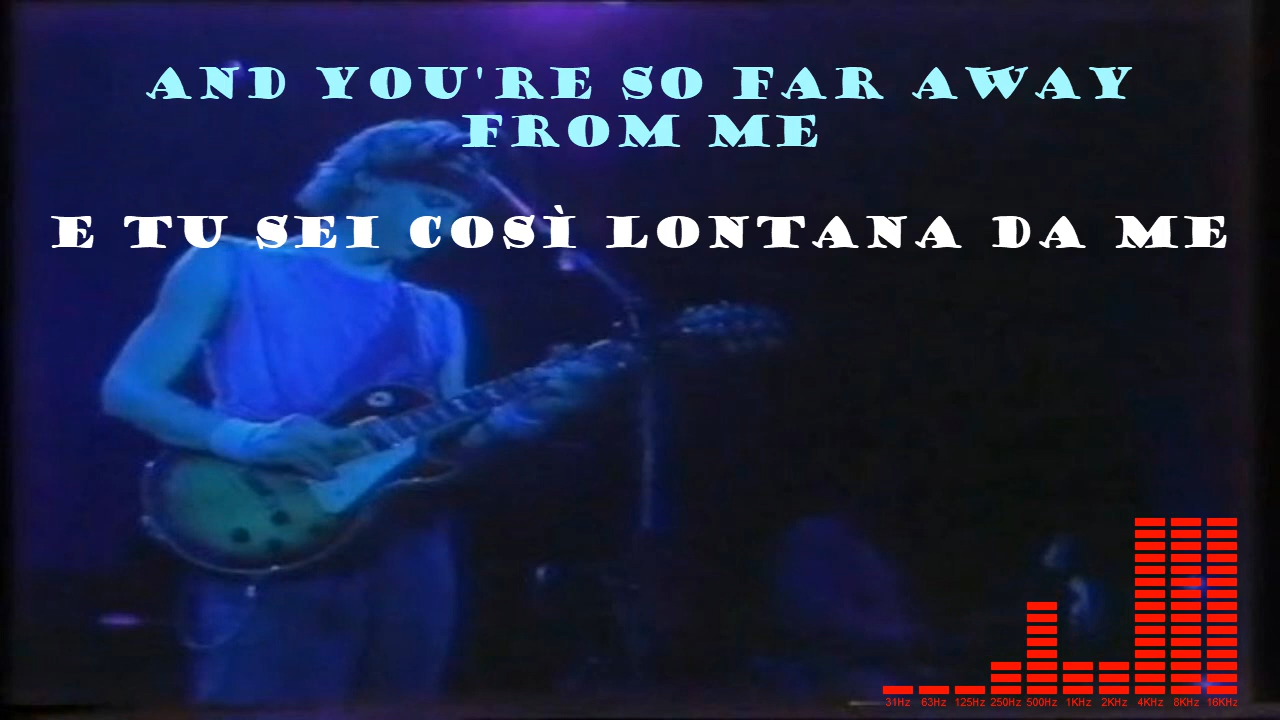 AND YOU'RE SO FAR AWAY
FROM ME
E TU SEI COSÌ LONTANA DA ME
31Hz 63Hz 125Hz 250Hz 500Hz 1KHz 2KHz 4KHz 8KHz 16KHz